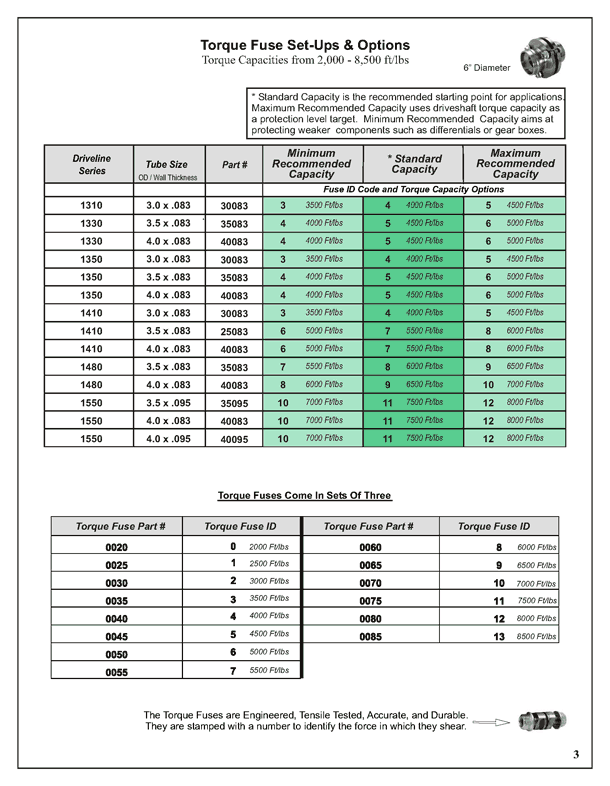 Torque Fuse Set-Ups & Options
Torque Capacities from 2,000 - 8,500 ft/lbs
6" Diameter
* Standard Capacity is the recommended starting point for applications.
Maximum Recommended Capacity uses driveshaft torque capacity as
a protection level target. Minimum Recommended Capacity aims at
protecting weaker components such as differentials or gear boxes.
Driveline Series Tube Size OD / Wall Thickness Part # Minimum Recommended Capacity * Standard Capacity Maximum Recommended Capacity
Fuse ID Code and Torque Capacity Options
1310 3.0 x .083 30083 3 3500 Ft/lbs 4 4000 Ft/lbs 5 4500 Ft/lbs
1330 3.5 x .083 35083 4 4000 Ft/lbs 5 4500 Ft/lbs 6 5000 Ft/lbs
1330 4.0 x .083 40083 4 4000 Ft/lbs 5 4500 Ft/lbs 6 5000 Ft/lbs
1350 3.0 x .083 30083 3 3500 Ft/lbs 4 4000 Ft/lbs 5 4500 Ft/lbs
1350 3.5 x .083 35083 4 4000 Ft/lbs 5 4500 Ft/lbs 6 5000 Ft/lbs
1350 4.0 x .083 40083 4 4000 Ft/lbs 5 4500 Ft/lbs 6 5000 Ft/lbs
1410 3.0 x .083 30083 3 3500 Ft/lbs 4 4000 Ft/lbs 5 4500 Ft/lbs
1410 3.5 x .083 25083 6 5000 Ft/lbs 7 5500 Ft/lbs 8 6000 Ft/lbs
1410 4.0 x .083 40083 6 5000 Ft/lbs 7 5500 Ft/lbs 8 6000 Ft/lbs
1480 3.5 x .083 35083 7 5500 Ft/lbs 8 6000 Ft/lbs 9 6500 Ft/lbs
1480 4.0 x .083 40083 8 6000 Ft/lbs 9 6500 Ft/lbs 10 7000 Ft/lbs
1550 3.5 x .095 35095 10 7000 Ft/lbs 11 7500 Ft/lbs 12 8000 Ft/lbs
1550 4.0 x .083 40083 10 7000 Ft/lbs 11 7500 Ft/lbs 12 8000 Ft/lbs
1550 4.0 x .095 40095 10 7000 Ft/lbs 11 7500 Ft/lbs 12 8000 Ft/lbs
Torque Fuses Come In Sets Of Three
Torque Fuse Part # Torque Fuse ID Torque Fuse Part # Torque Fuse ID
0020 0 2000 Ft/lbs 0060 8 6000 Ft/lbs
0025 1 2500 Ft/lbs 0065 9 6500 Ft/lbs
0030 2 3000 Ft/lbs 0070 10 7000 Ft/lbs
0035 3 3500 Ft/lbs 0075 11 7500 Ft/lbs
0040 4 4000 Ft/lbs 0080 12 8000 Ft/lbs
0045 5 4500 Ft/lbs 0085 13 8500 Ft/lbs
0050 6 5000 Ft/lbs
0055 7 5500 Ft/lbs
The Torque Fuses are Engineered, Tensile Tested, Accurate, and Durable.
They are stamped with a number to identify the force in which they shear.
3